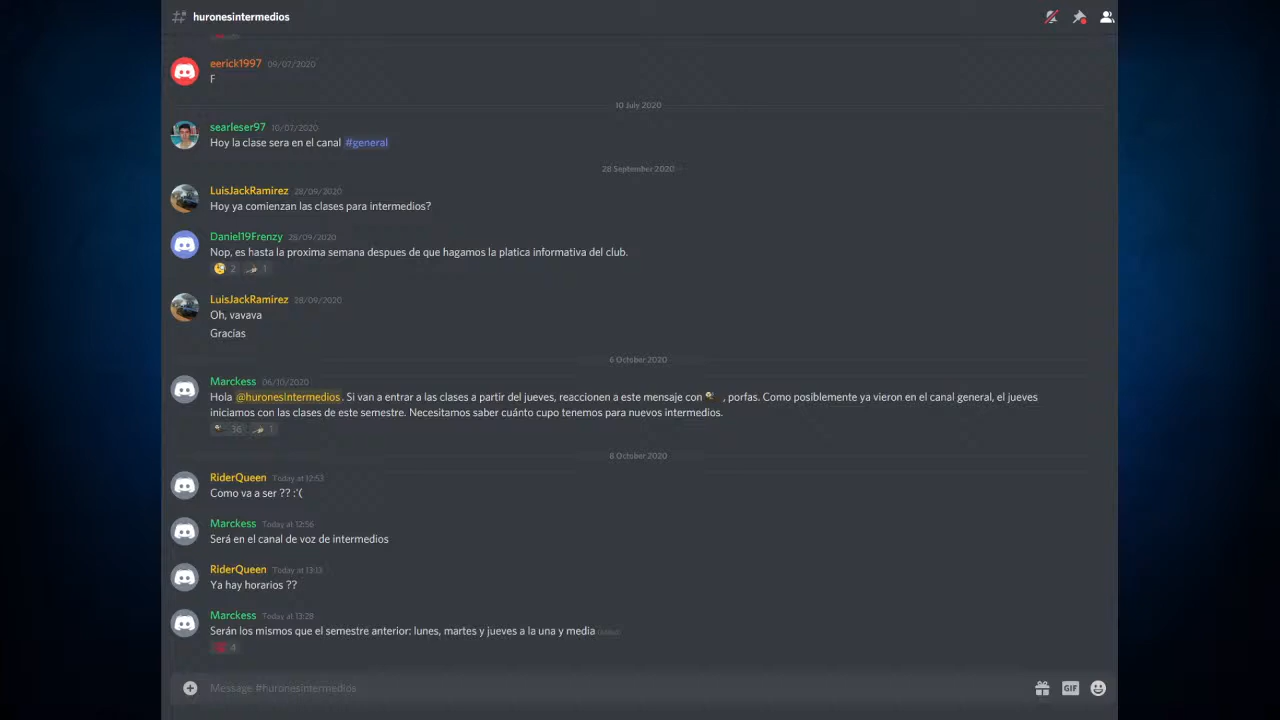 huronesintermedios
eerick1997 09/07/2020
F
10 July 2020
searleser97 10/07/2020
Hoy la clase sera en el canal #general
28 September 2020
LuisJackRamirez 28/09/2020
Hoy ya comienzan las clases para intermedios?
Daniel19Frenzy 28/09/2020
Nop, es hasta la proxima semana despues de que hagamos la platica informativa del club.
2 1
LuisJackRamirez 28/09/2020
Oh, vavava
Gracias
6 October 2020
Marckess 06/10/2020
Hola @huronesIntermedios. Si van a entrar a las clases a partir del jueves, reaccionen a este mensaje con , porfas. Como posiblemente ya vieron en el canal general, el jueves
iniciamos con las clases de este semestre. Necesitamos saber cuánto cupo tenemos para nuevos intermedios.
36 1
8 October 2020
RiderQueen Today at 12:53
Como va a ser ?? :'(
Marckess Today at 12:56
Será en el canal de voz de intermedios
RiderQueen Today at 13:13
Ya hay horarios ??
Marckess Today at 13:28
Serán los mismos que el semestre anterior: lunes, martes y jueves a la una y media (edited)
4
Message #huronesintermedios
GIF